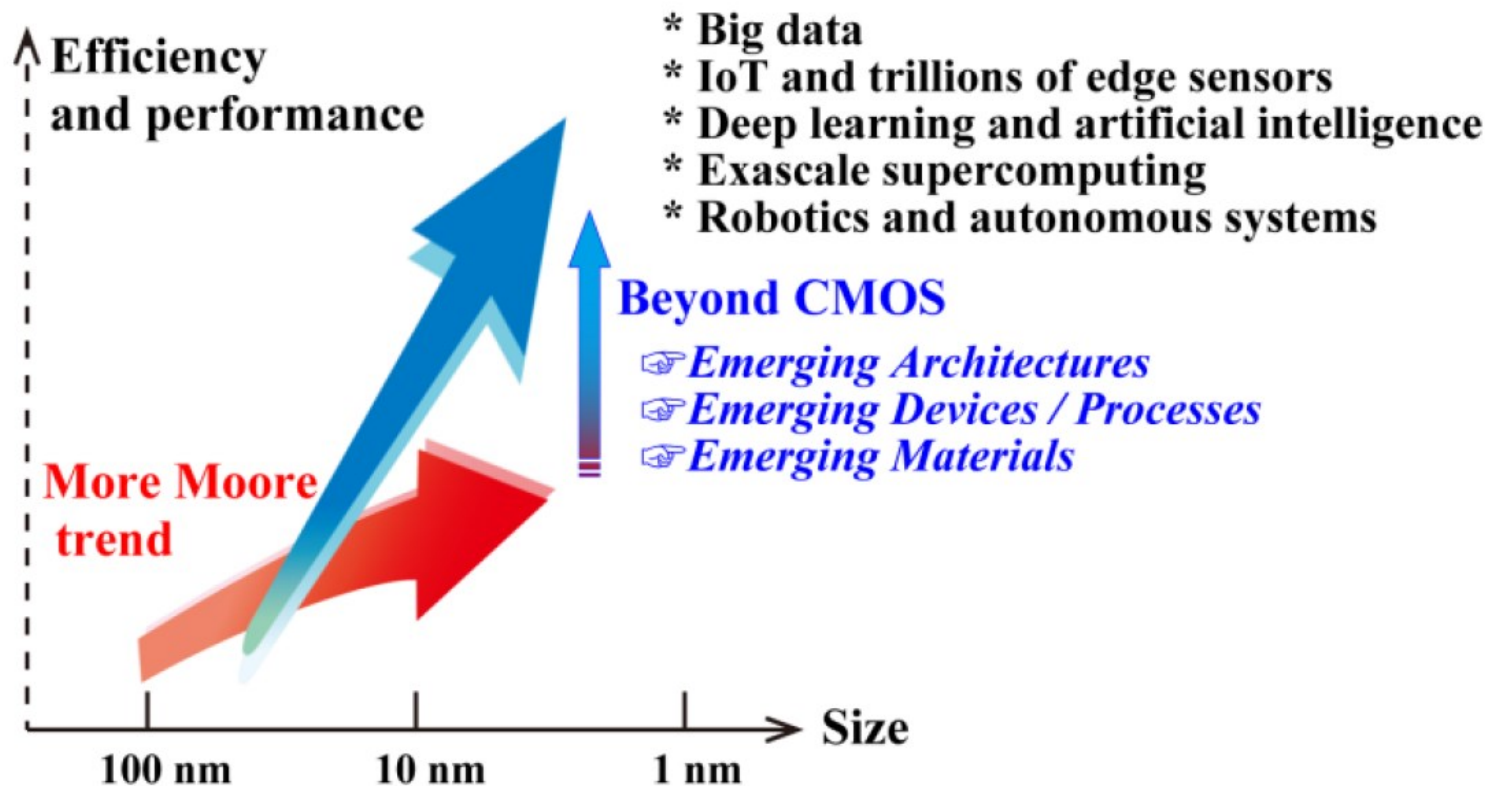 Efficiency
and performance
* Big data
* IoT and trillions of edge sensors
* Deep learning and artificial intelligence
* Exascale supercomputing
* Robotics and autonomous systems
Beyond CMOS
☞Emerging Architectures
☞Emerging Devices / Processes
☞Emerging Materials
More Moore
trend
Size
100 nm
10 nm
1 nm